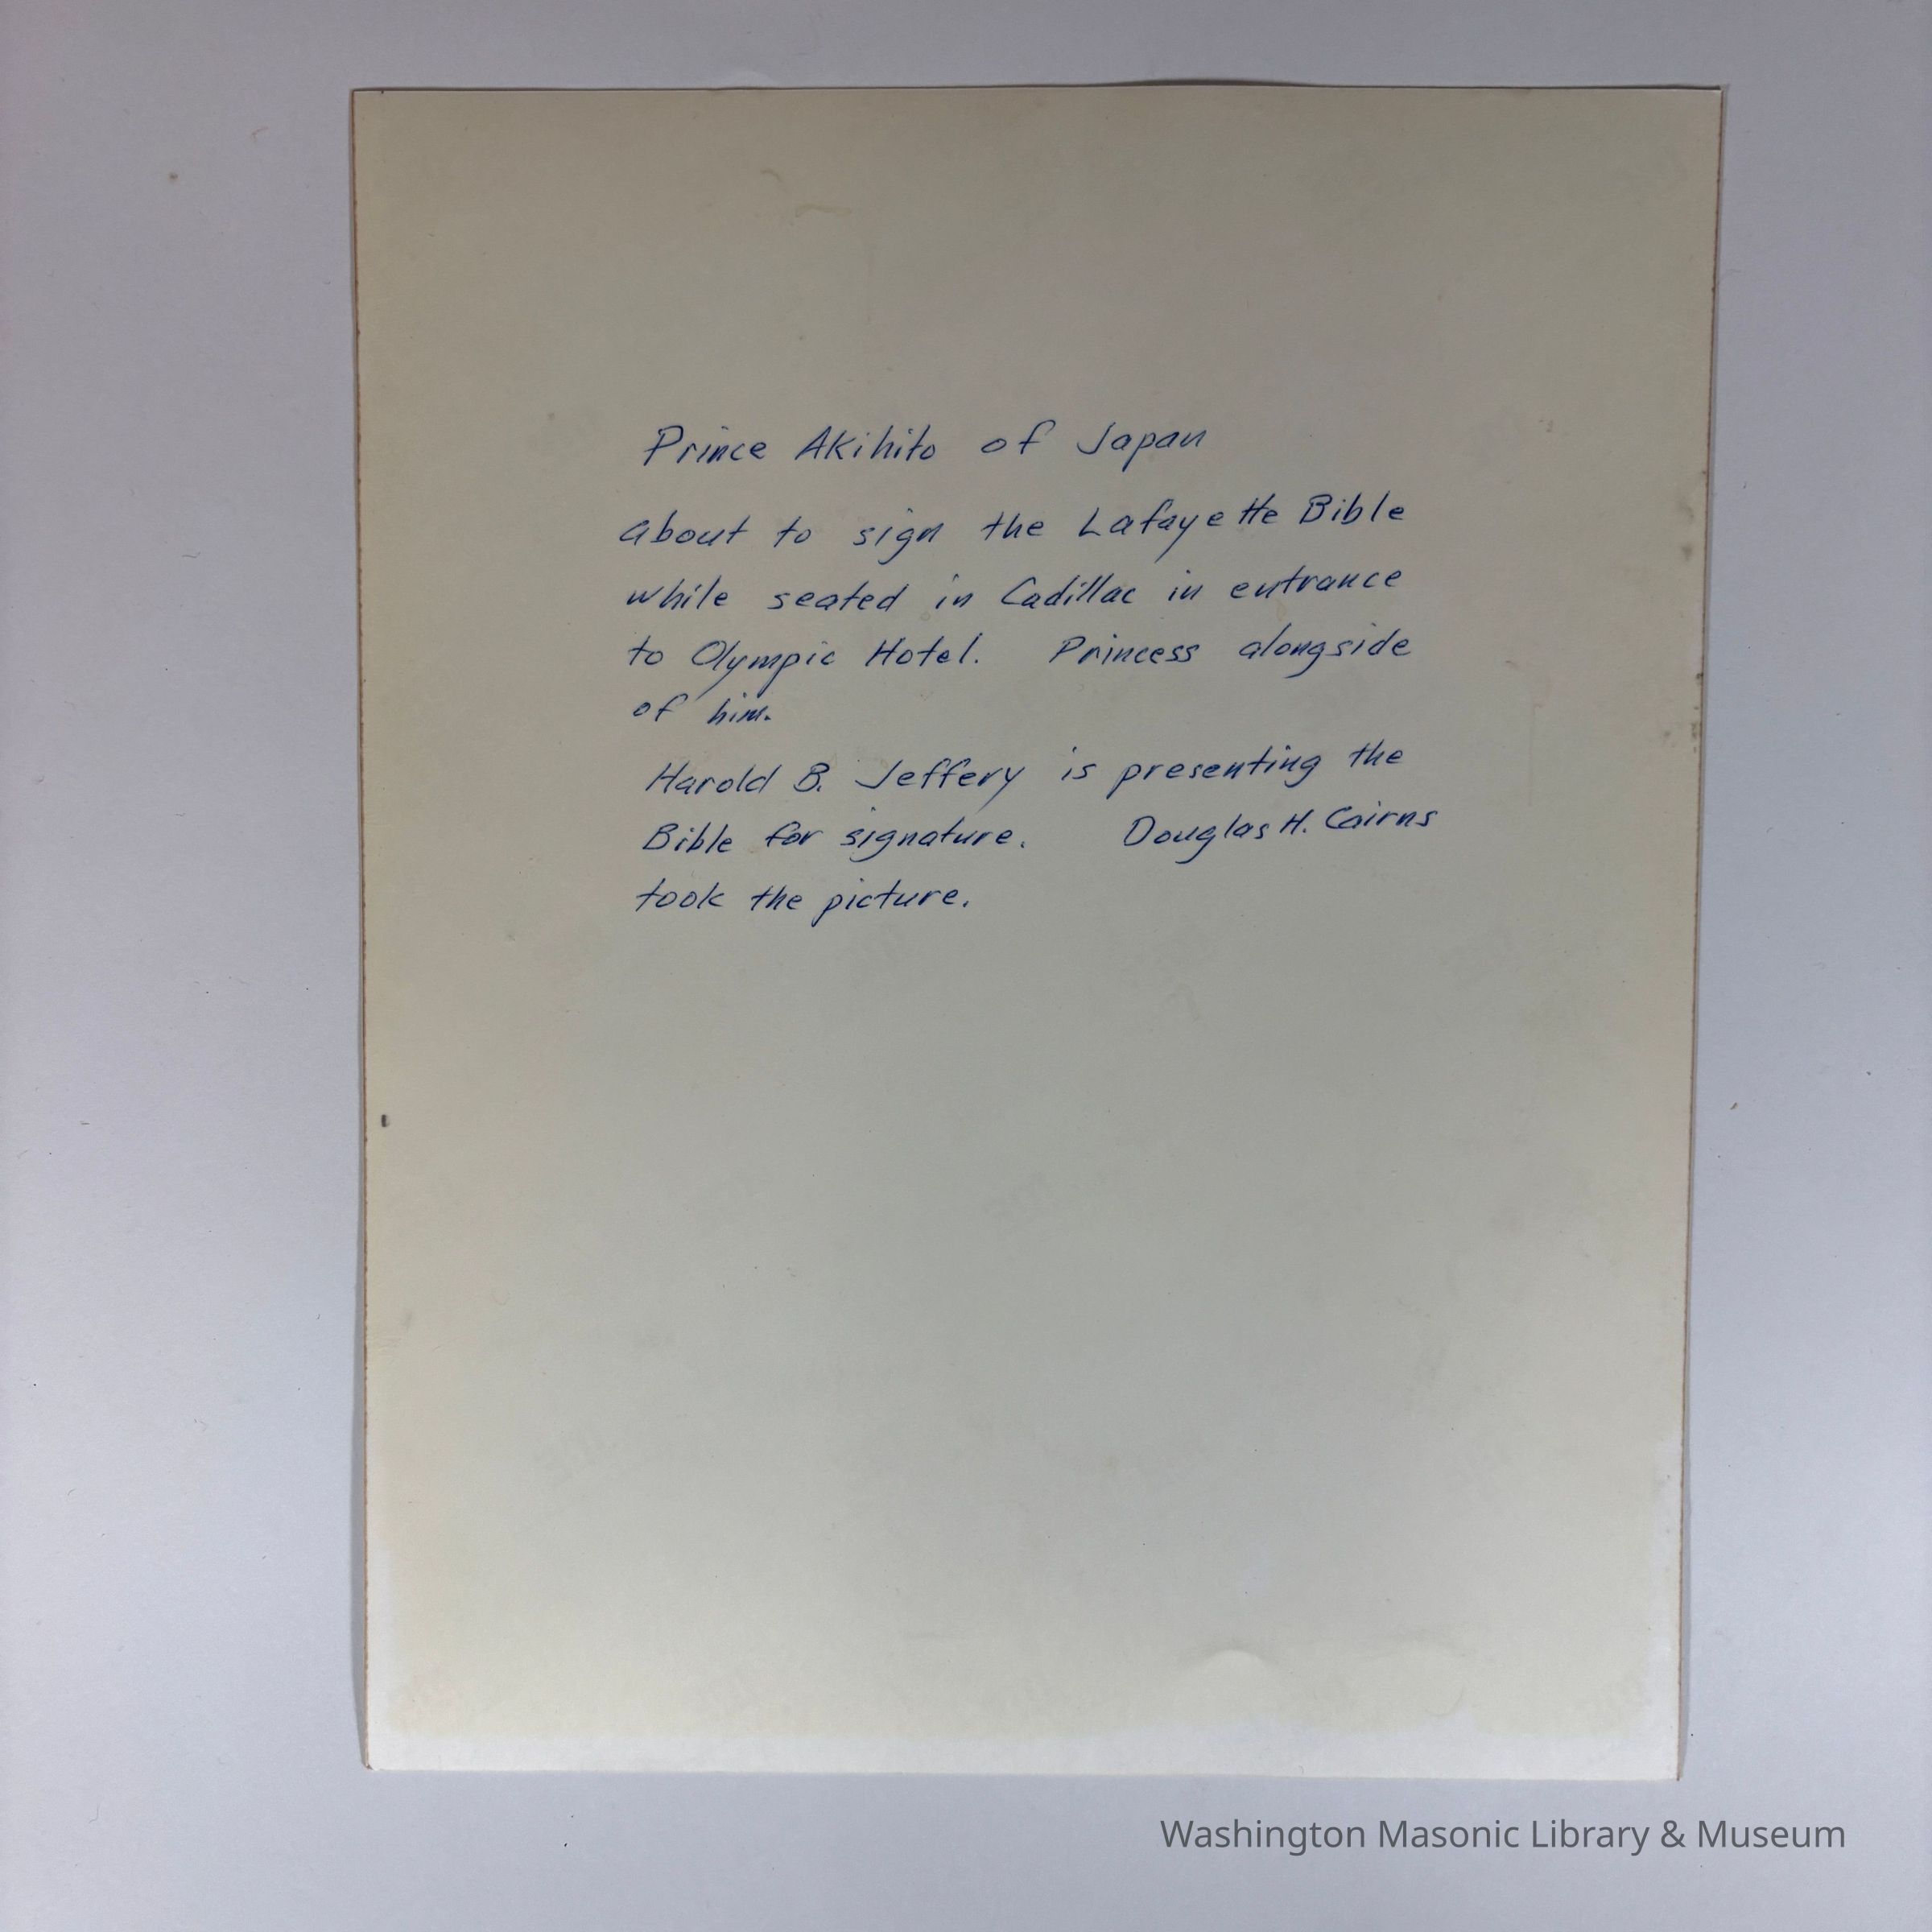 Prince Akihito of Japan
about to sign the Lafayette Bible
while seated in Cadillac in entrance
to Olympic Hotel. Princess alongside
of him.
Harold B. Jeffery is presenting the
Bible for signature. Douglas H. Cairns
took the picture.
Washington Masonic Library & Museum